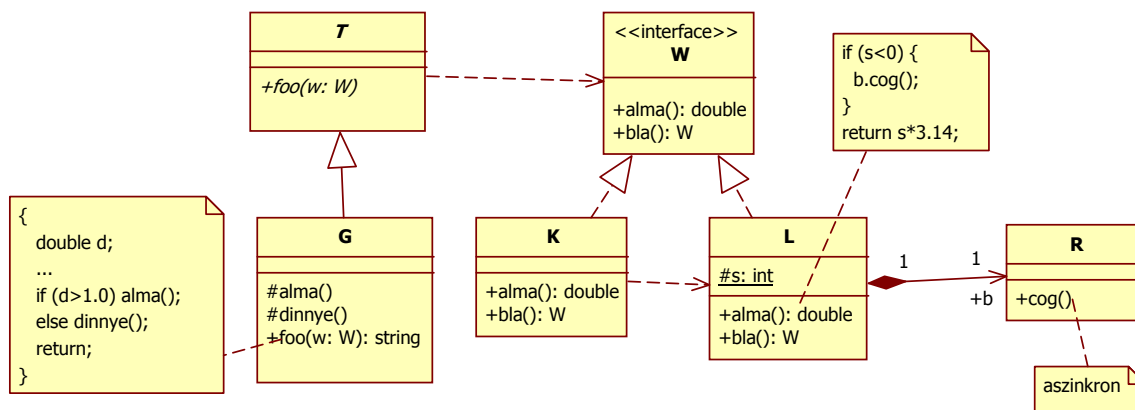 T
+foo(w: W)
<<interface>>
W
+alma(): double
+bla(): W
if (s<0) {
b.cog();
}
return s*3.14;
{
double d;
...
if (d>1.0) alma();
else dinnye();
return;
}
G
#alma()
#dinnye()
+foo(w: W): string
K
+alma(): double
+bla(): W
L
#s: int
+alma(): double
+bla(): W
1
1
+b
R
+cog()
aszinkron